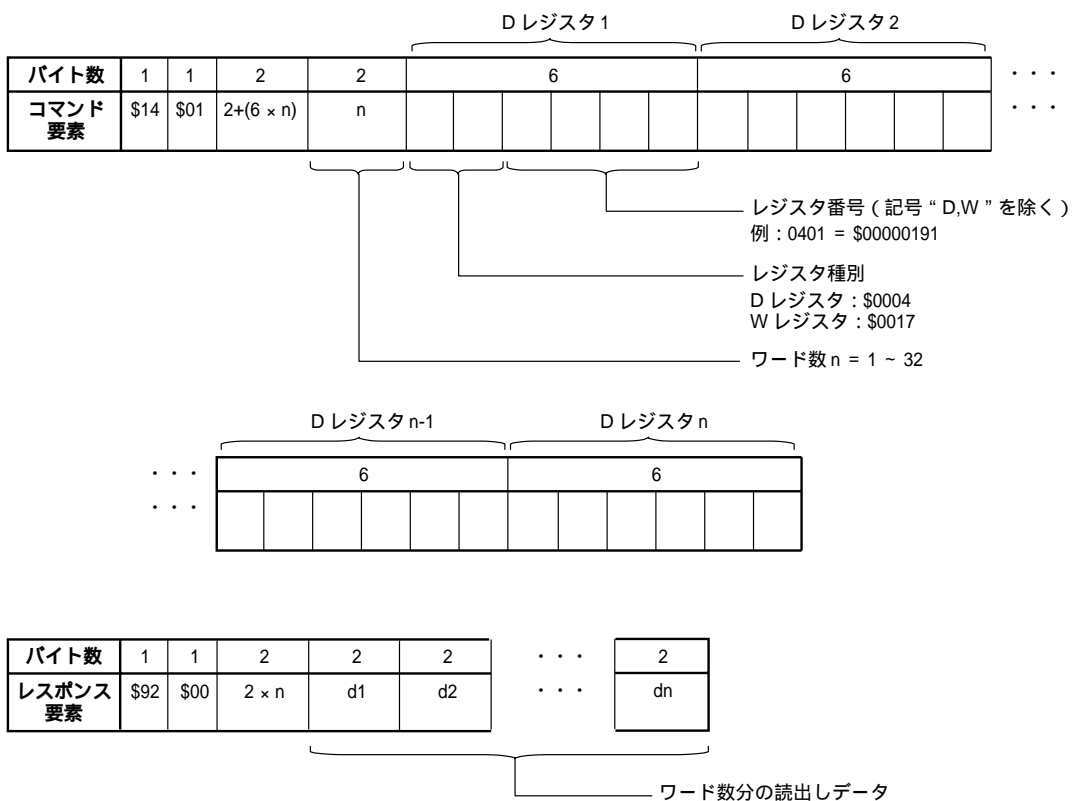 D レジスタ 1 D レジスタ 2
バイト数 1 1 2 2 6 6 ・・・
コマンド要素 $14 $01 2+(6 × n) n ・・・
レジスタ番号 ( 記号 “ D,W ” を除く )
例 : 0401 = $00000191
レジスタ種別
D レジスタ : $0004
W レジスタ : $0017
ワード数 n = 1 ~ 32
D レジスタ n-1 D レジスタ n
・・・ 6 6
・・・
バイト数 1 1 2 2 2 ・・・ 2
レスポンス要素 $92 $00 2 × n d1 d2 ・・・ dn
ワード数分の読出しデータ